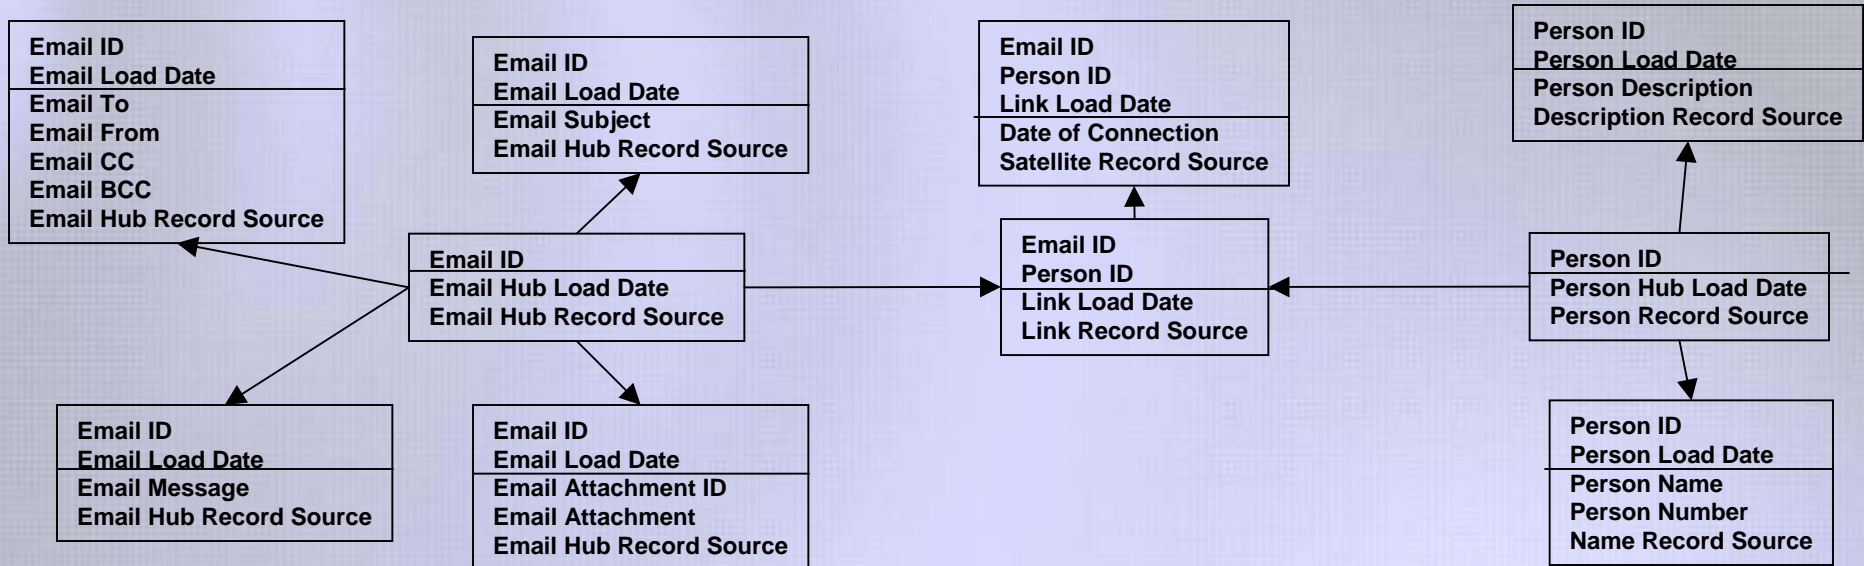 Email ID
Email Load Date
Email To
Email From
Email CC
Email BCC
Email Hub Record Source
Email ID
Email Load Date
Email Subject
Email Hub Record Source
Email ID
Person ID
Link Load Date
Date of Connection
Satellite Record Source
Person ID
Person Load Date
Person Description
Description Record Source
Email ID
Email Hub Load Date
Email Hub Record Source
Email ID
Person ID
Link Load Date
Link Record Source
Person ID
Person Hub Load Date
Person Record Source
Email ID
Email Load Date
Email Message
Email Hub Record Source
Email ID
Email Load Date
Email Attachment ID
Email Attachment
Email Hub Record Source
Person ID
Person Load Date
Person Name
Person Number
Name Record Source